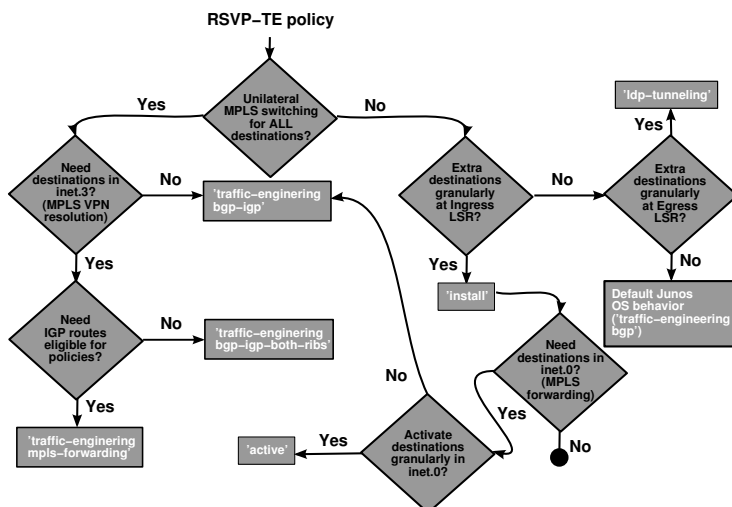 RSVP-TE policy
Unilateral
MPLS switching
for ALL
destinations?
Yes
No
Need
destinations in
inet.3?
(MPLS VPN
resolution)
No
'traffic-enginering
bgp-igp'
Extra
destinations
granularly
at Ingress
LSR?
No
Extra
destinations
granularly
at Egress
LSR?
Yes
'ldp-tunneling'
No
Default Junos
OS behavior
('traffic-engineering
bgp')
Yes
'install'
Need
destinations in
inet.0?
(MPLS
forwarding)
No
Yes
Activate
destinations
granularly in
inet.0?
No
Yes
'active'
Yes
Need
IGP routes
eligible for
policies?
No
'traffic-enginering
bgp-igp-both-ribs'
Yes
'traffic-enginering
mpls-forwarding'